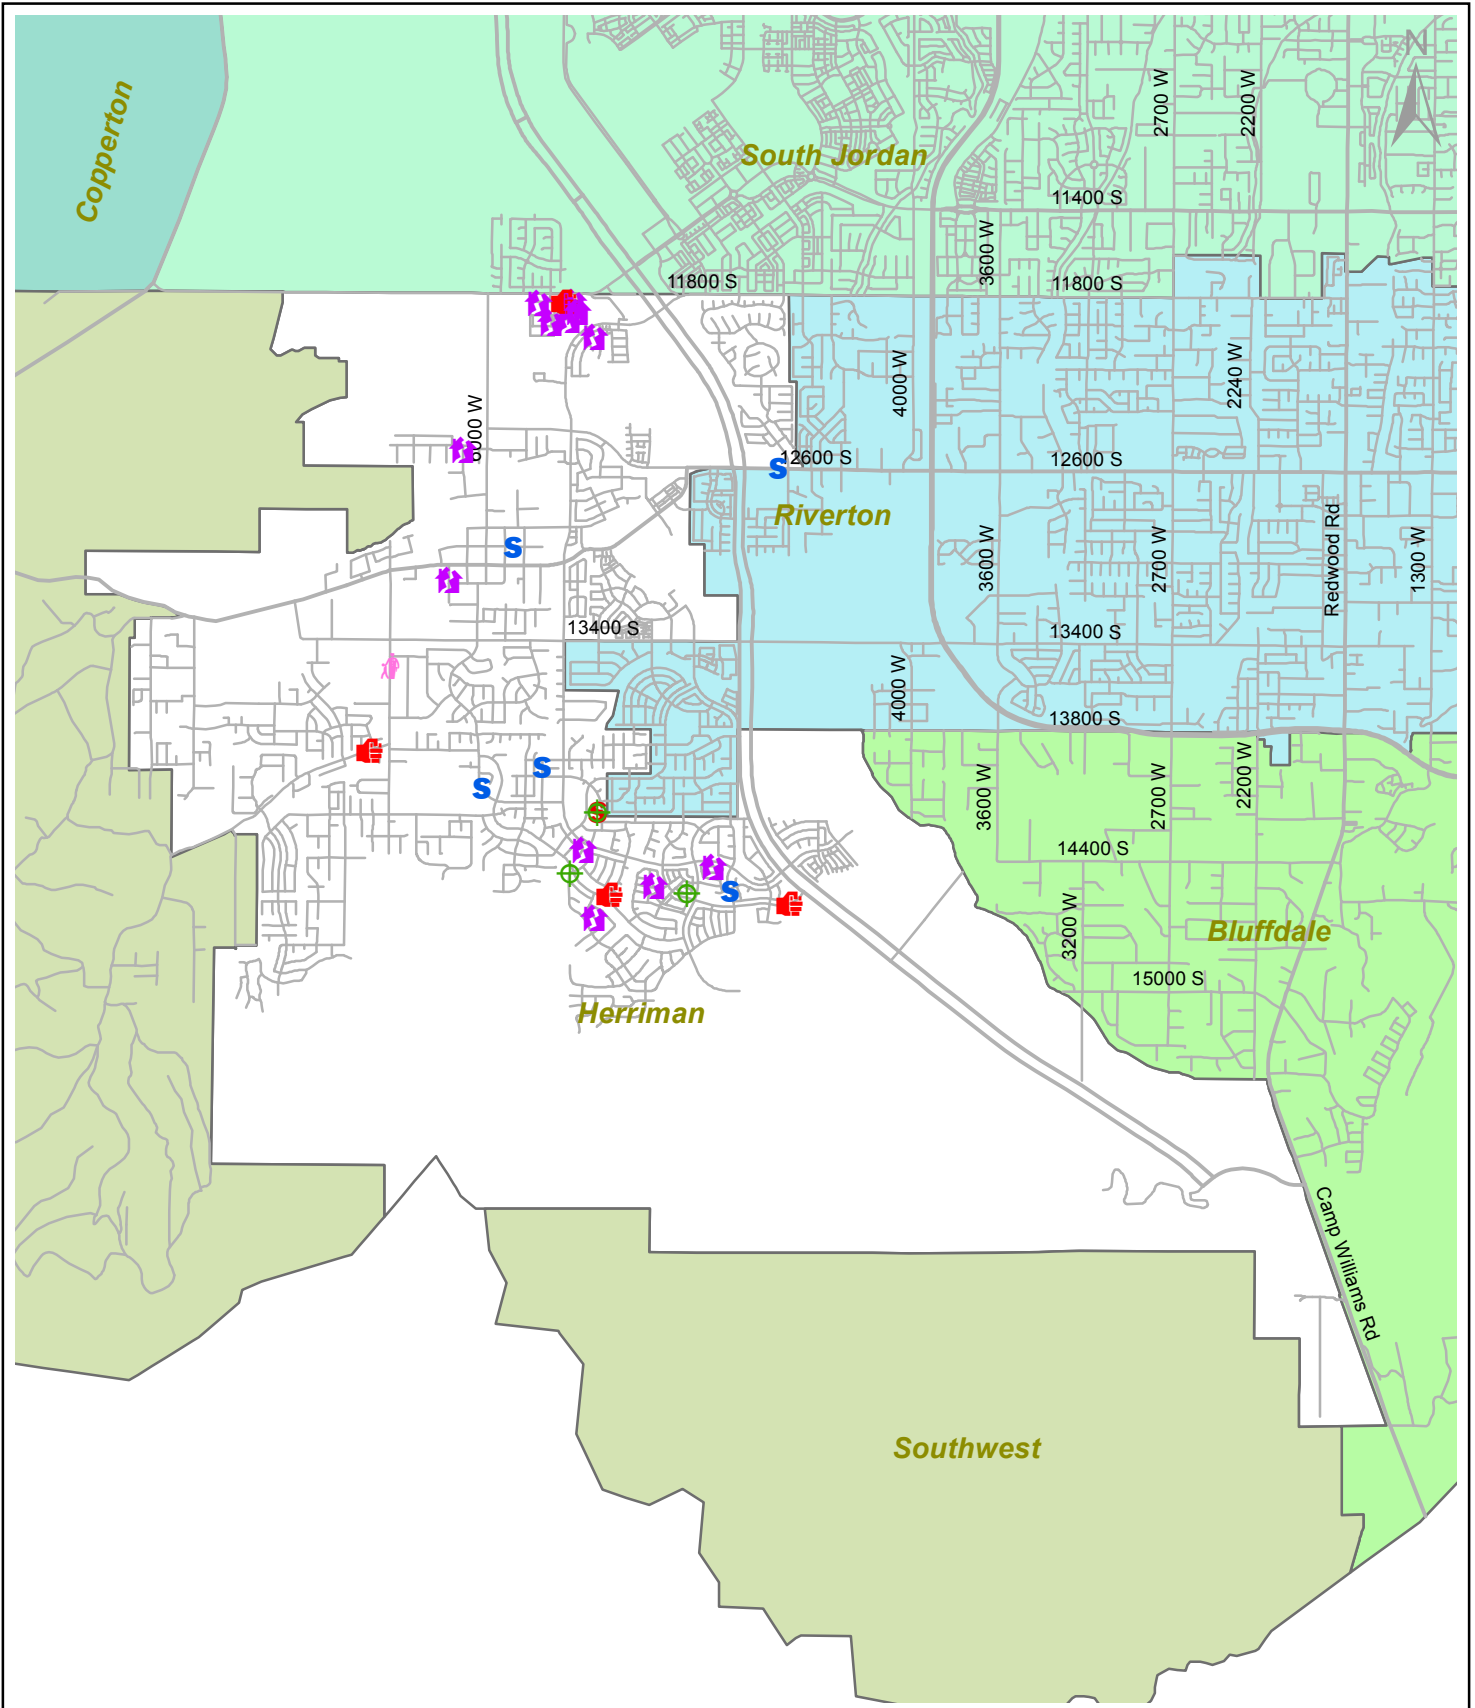 N
Copperton
2700 W
2200 W
South Jordan
11400 S
3600 W
11800 S
11800 S
4000 W
2240 W
12600 S
12600 S
Riverton
3600 W
2700 W
Redwood Rd
1300 W
13400 S
13400 S
4000 W
13800 S
3600 W
2700 W
2200 W
14400 S
3200 W
Bluffdale
15000 S
Herriman
Camp Williams Rd
Southwest
S
S
S
S
S
S